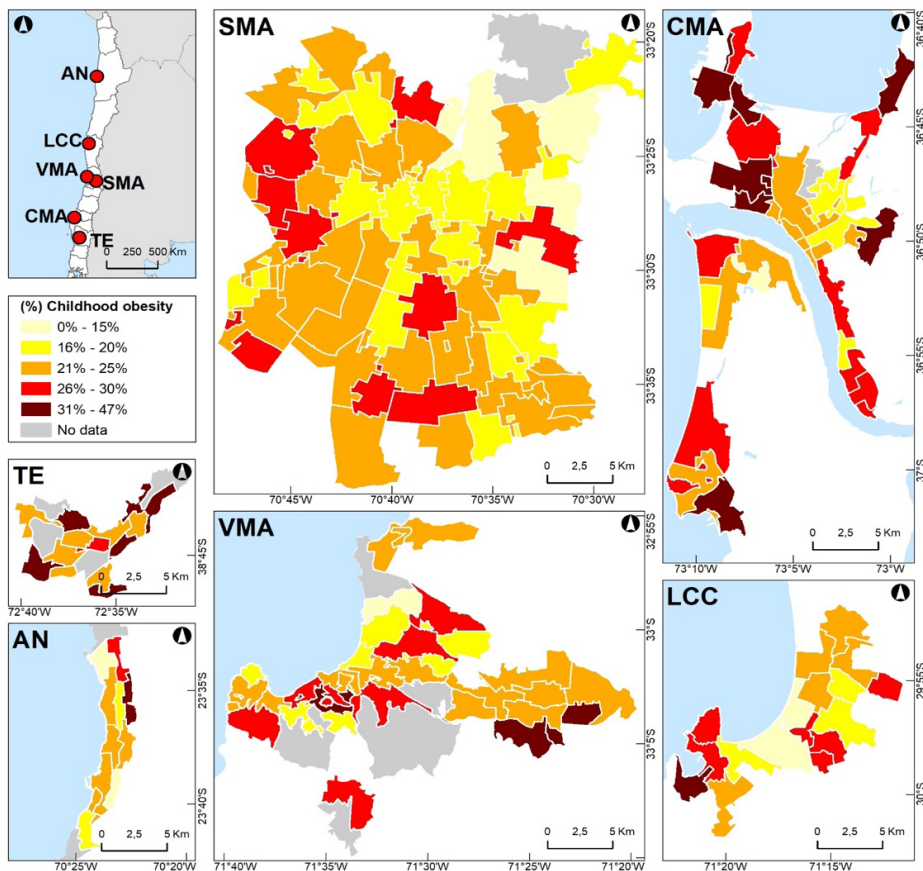 AN
LCC
VMA
SMA
CMA
TE
0 250 500 Km
(%) Childhood obesity
0% - 15%
16% - 20%
21% - 25%
26% - 30%
31% - 47%
No data
SMA
33°20'S
33°25'S
33°30'S
33°35'S
0 2,5 5 Km
70°45'W 70°40'W 70°35'W 70°30'W
CMA
36°40'S
36°45'S
36°50'S
36°55'S
37°S
0 2,5 5 Km
73°10'W 73°5'W 73°W
TE
38°45'S
0 2,5 5 Km
72°40'W 72°35'W
VMA
32°55'S
33°S
33°5'S
0 2,5 5 Km
71°40'W 71°35'W 71°30'W 71°25'W 71°20'W
AN
23°35'S
23°40'S
0 2,5 5 Km
70°25'W 70°20'W
LCC
29°55'S
30°S
0 2,5 5 Km
71°20'W 71°15'W